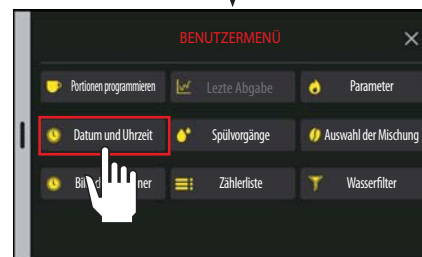 BENUTZERMENÜ
Portionen programmieren
Lezte Abgabe
Parameter
Datum und Uhrzeit
Spülvorgänge
Auswahl der Mischung
Zählerliste
Wasserfilter